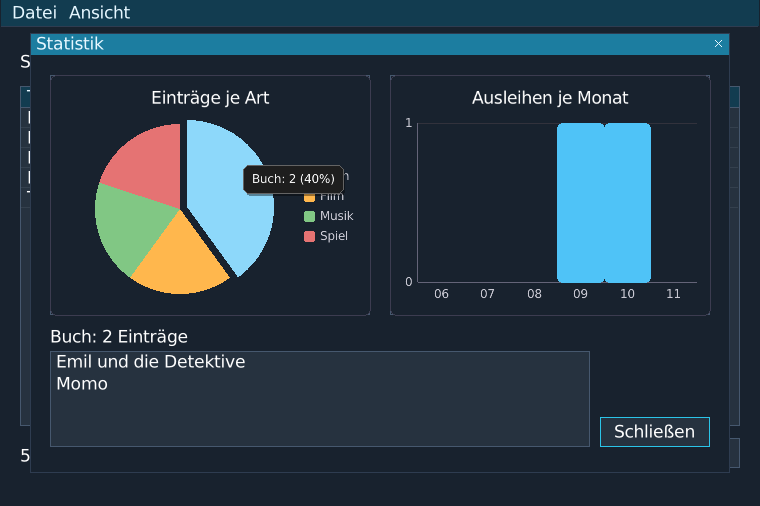 Datei Ansicht
Statistik
Einträge je Art
Buch: 2 (40%)
Film
Musik
Spiel
Ausleihen je Monat
1
0
06 07 08 09 10 11
Buch: 2 Einträge
Emil und die Detektive
Momo
Schließen